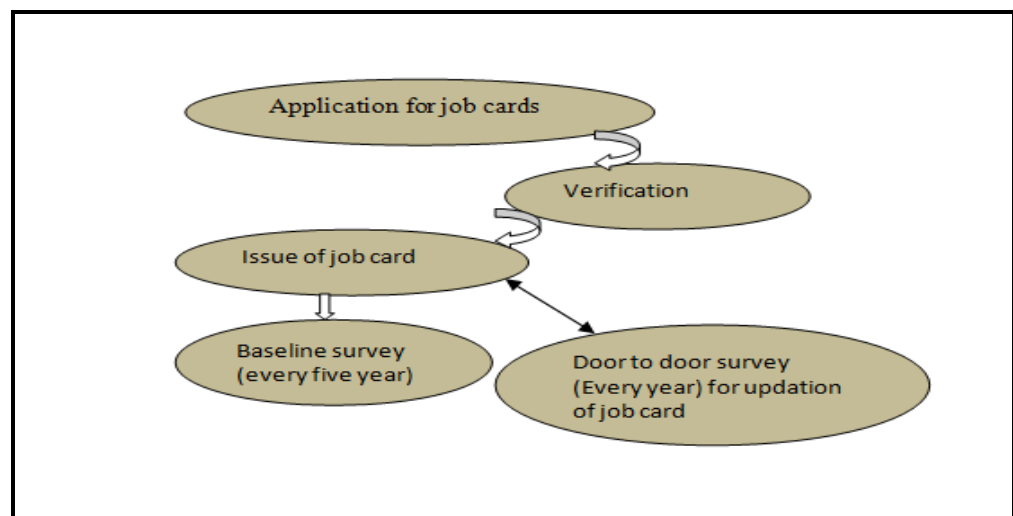 Application for job cards
Verification
Issue of job card
Baseline survey
(every five year)
Door to door survey
(Every year) for updation
of job card